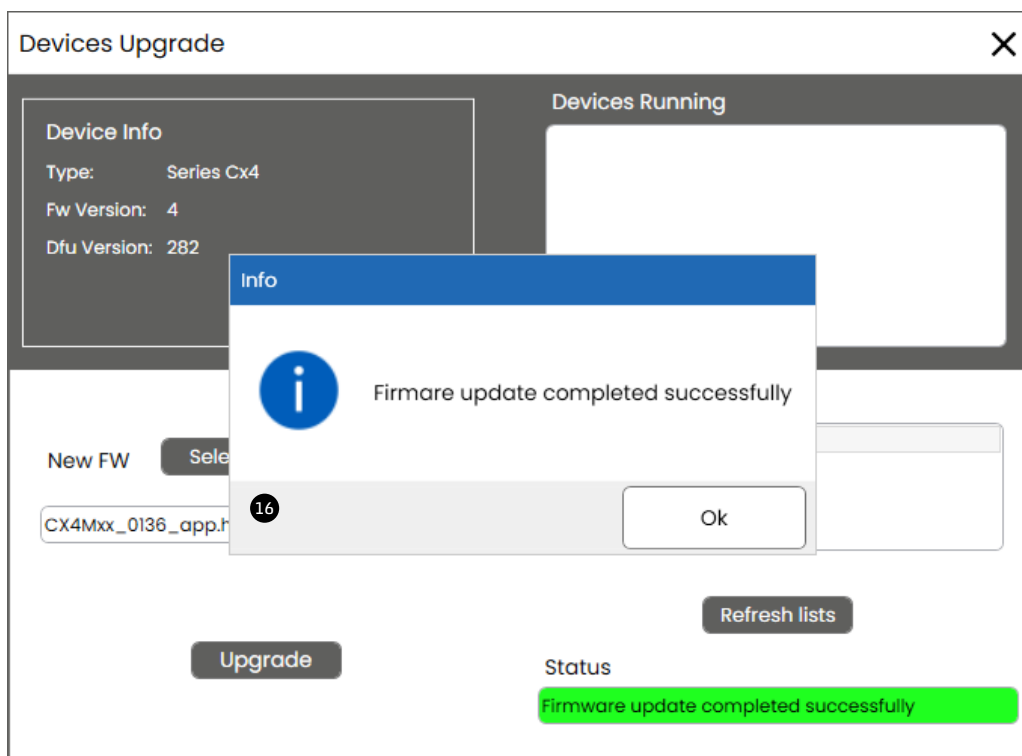 Devices Upgrade
Device Info
Type: Series Cx4
Fw Version: 4
Dfu Version: 282
Devices Running
Info
Firmare update completed successfully
16
Ok
New FW Sele
CX4Mxx_0136_app.h
Refresh lists
Upgrade
Status
Firmware update completed successfully